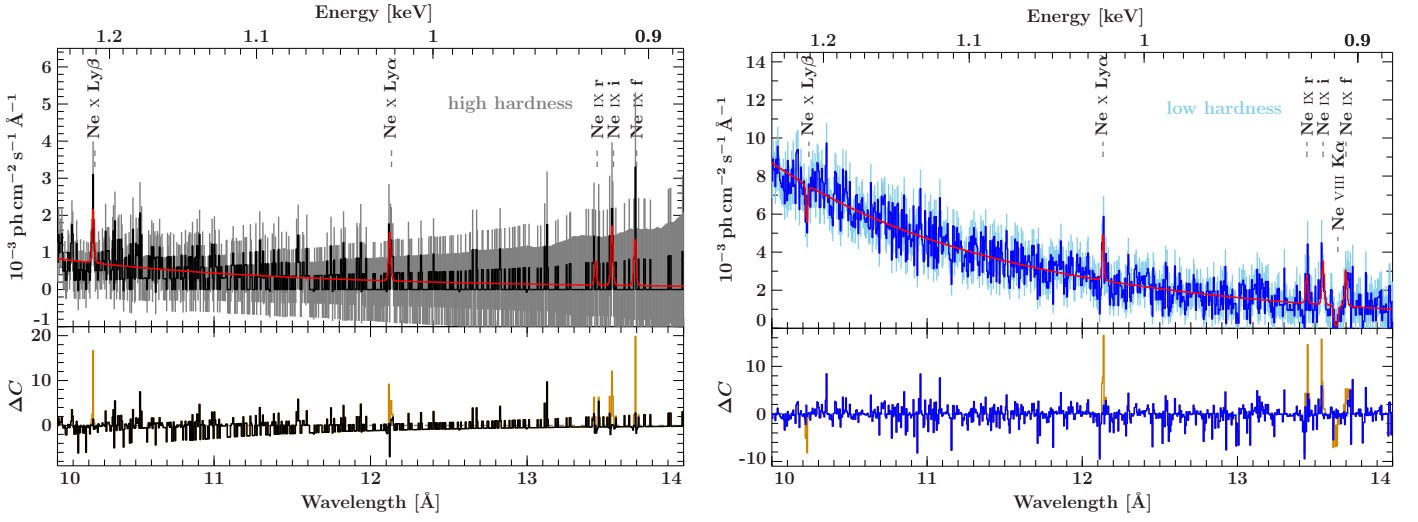 Energy [keV]
1.2 1.1 1 0.9
Ne X Lyβ
Ne X Lyα
Ne IX r
Ne IX i
Ne IX f
high hardness
10⁻³ ph cm⁻² s⁻¹ Å⁻¹
6
5
4
3
2
1
0
-1
ΔC
20
10
0
10 11 12 13 14
Wavelength [Å]
Energy [keV]
1.2 1.1 1 0.9
Ne X Lyβ
Ne X Lyα
Ne IX r
Ne IX i
Ne VIII Kα
Ne IX f
low hardness
10⁻³ ph cm⁻² s⁻¹ Å⁻¹
14
12
10
8
6
4
2
0
ΔC
10
0
-10
10 11 12 13 14
Wavelength [Å]